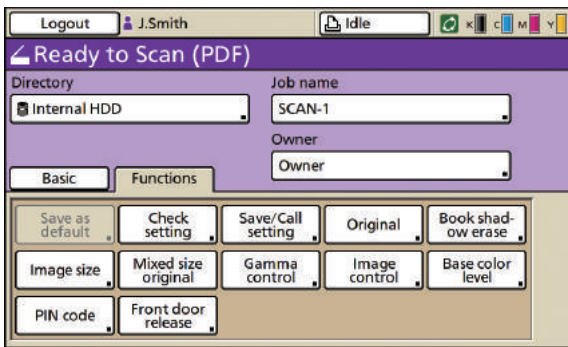 Logout J.Smith Idle K C M Y
Ready to Scan (PDF)
Directory Job name
Internal HDD SCAN-1
Owner
Owner
Basic Functions
Save as default
Check setting
Save/Call setting
Original
Book shad-
ow erase
Image size
Mixed size original
Gamma control
Image control
Base color level
PIN code
Front door release